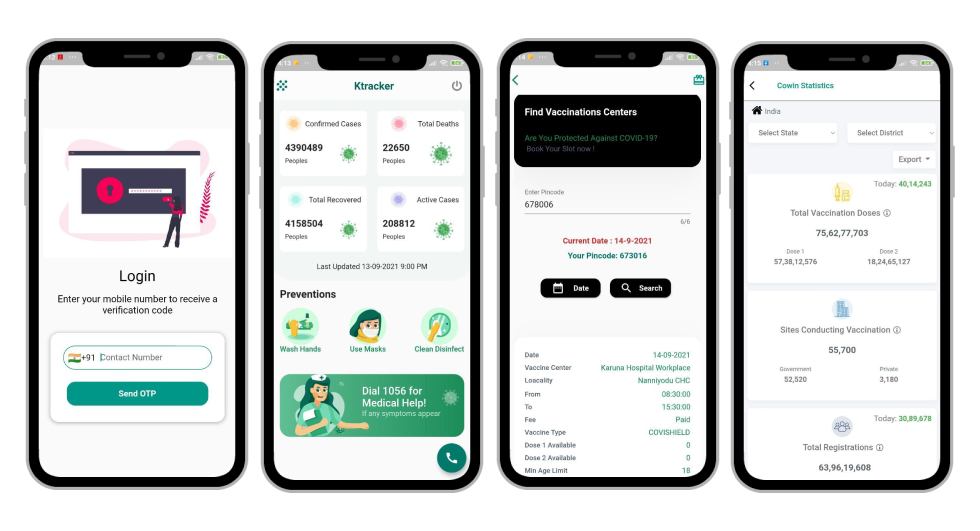 Login
Enter your mobile number to receive a
verification code
+91 Contact Number
Send OTP
Ktracker
Confirmed Cases
4390489
Peoples
Total Deaths
22650
Peoples
Total Recovered
4158504
Peoples
Active Cases
208812
Peoples
Last Updated 13-09-2021 9:00 PM
Preventions
Wash Hands
Use Masks
Clean Disinfect
Dial 1056 for
Medical Help!
If any symptoms appear
Find Vaccinations Centers
Are You Protected Against COVID-19?
Book Your Slot now !
Enter Pincode
678006
6/6
Current Date : 14-9-2021
Your Pincode: 673016
Date
Search
Date 14-09-2021
Vaccine Center Karuna Hospital Workplace
Loacality Nanniyodu CHC
From 08:30:00
To 15:30:00
Fee Paid
Vaccine Type COVISHIELD
Dose 1 Available 0
Dose 2 Available 0
Min Age Limit 18
Cowin Statistics
India
Select State
Select District
Export
Today: 40,14,243
Total Vaccination Doses
75,62,77,703
Dose 1
57,38,12,576
Dose 2
18,24,65,127
Sites Conducting Vaccination
55,700
Government
52,520
Private
3,180
Today: 30,89,678
Total Registrations
63,96,19,608